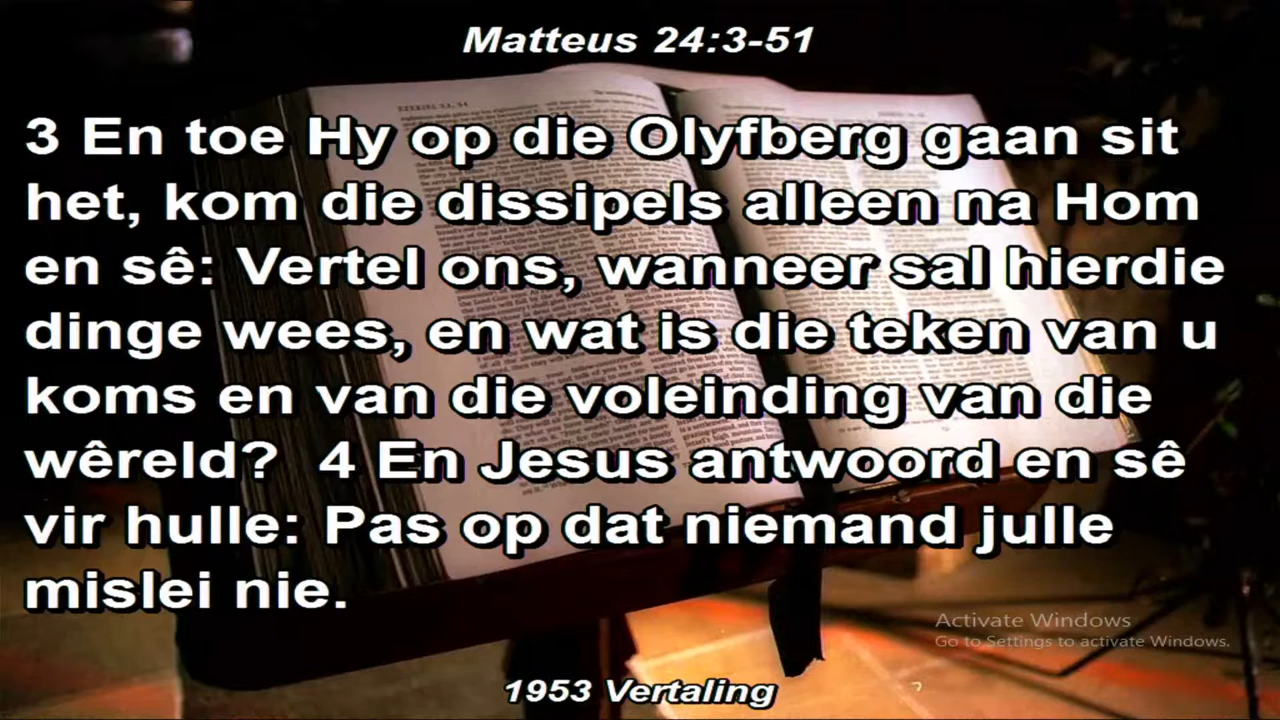 Matteus 24:3-51
3 En toe Hy op die Olyfberg gaan sit
het, kom die dissipels alleen na Hom
en sê: Vertel ons, wanneer sal hierdie
dinge wees, en wat is die teken van u
koms en van die voleinding van die
wêreld?  4 En Jesus antwoord en sê
vir hulle: Pas op dat niemand julle
mislei nie.
Activate Windows
Go to Settings to activate Windows.
1953 Vertaling